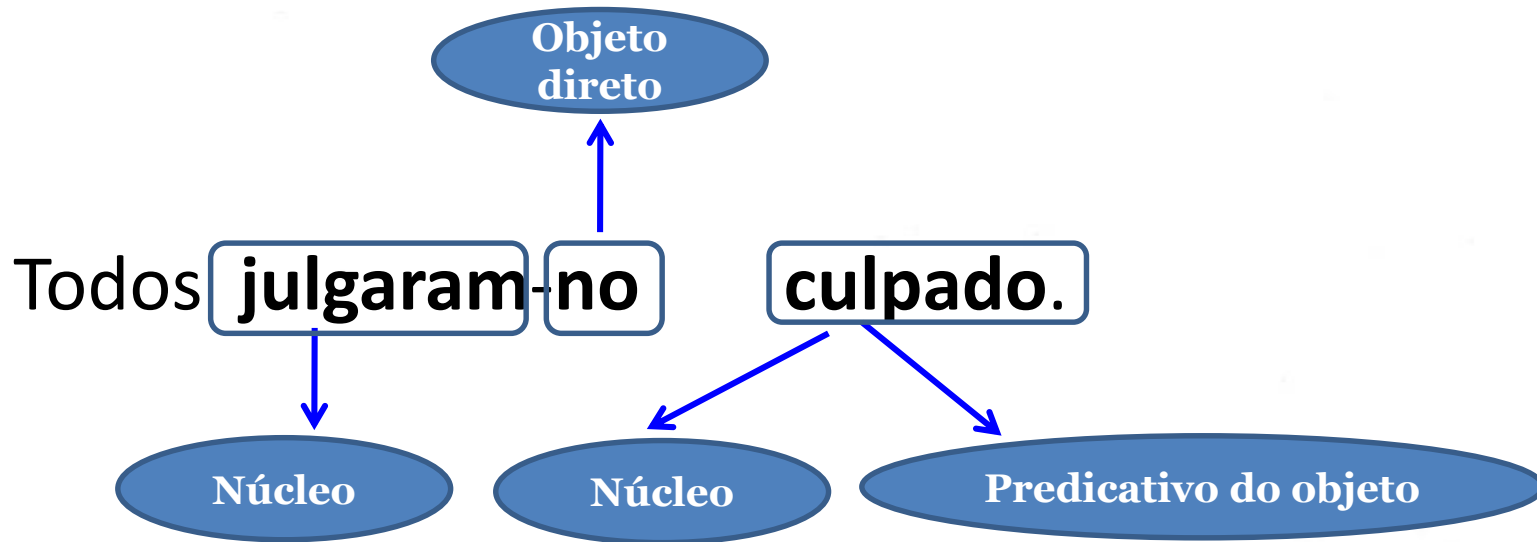 Objeto
direto
Todos julgaram-no culpado.
Núcleo
Núcleo
Predicativo do objeto